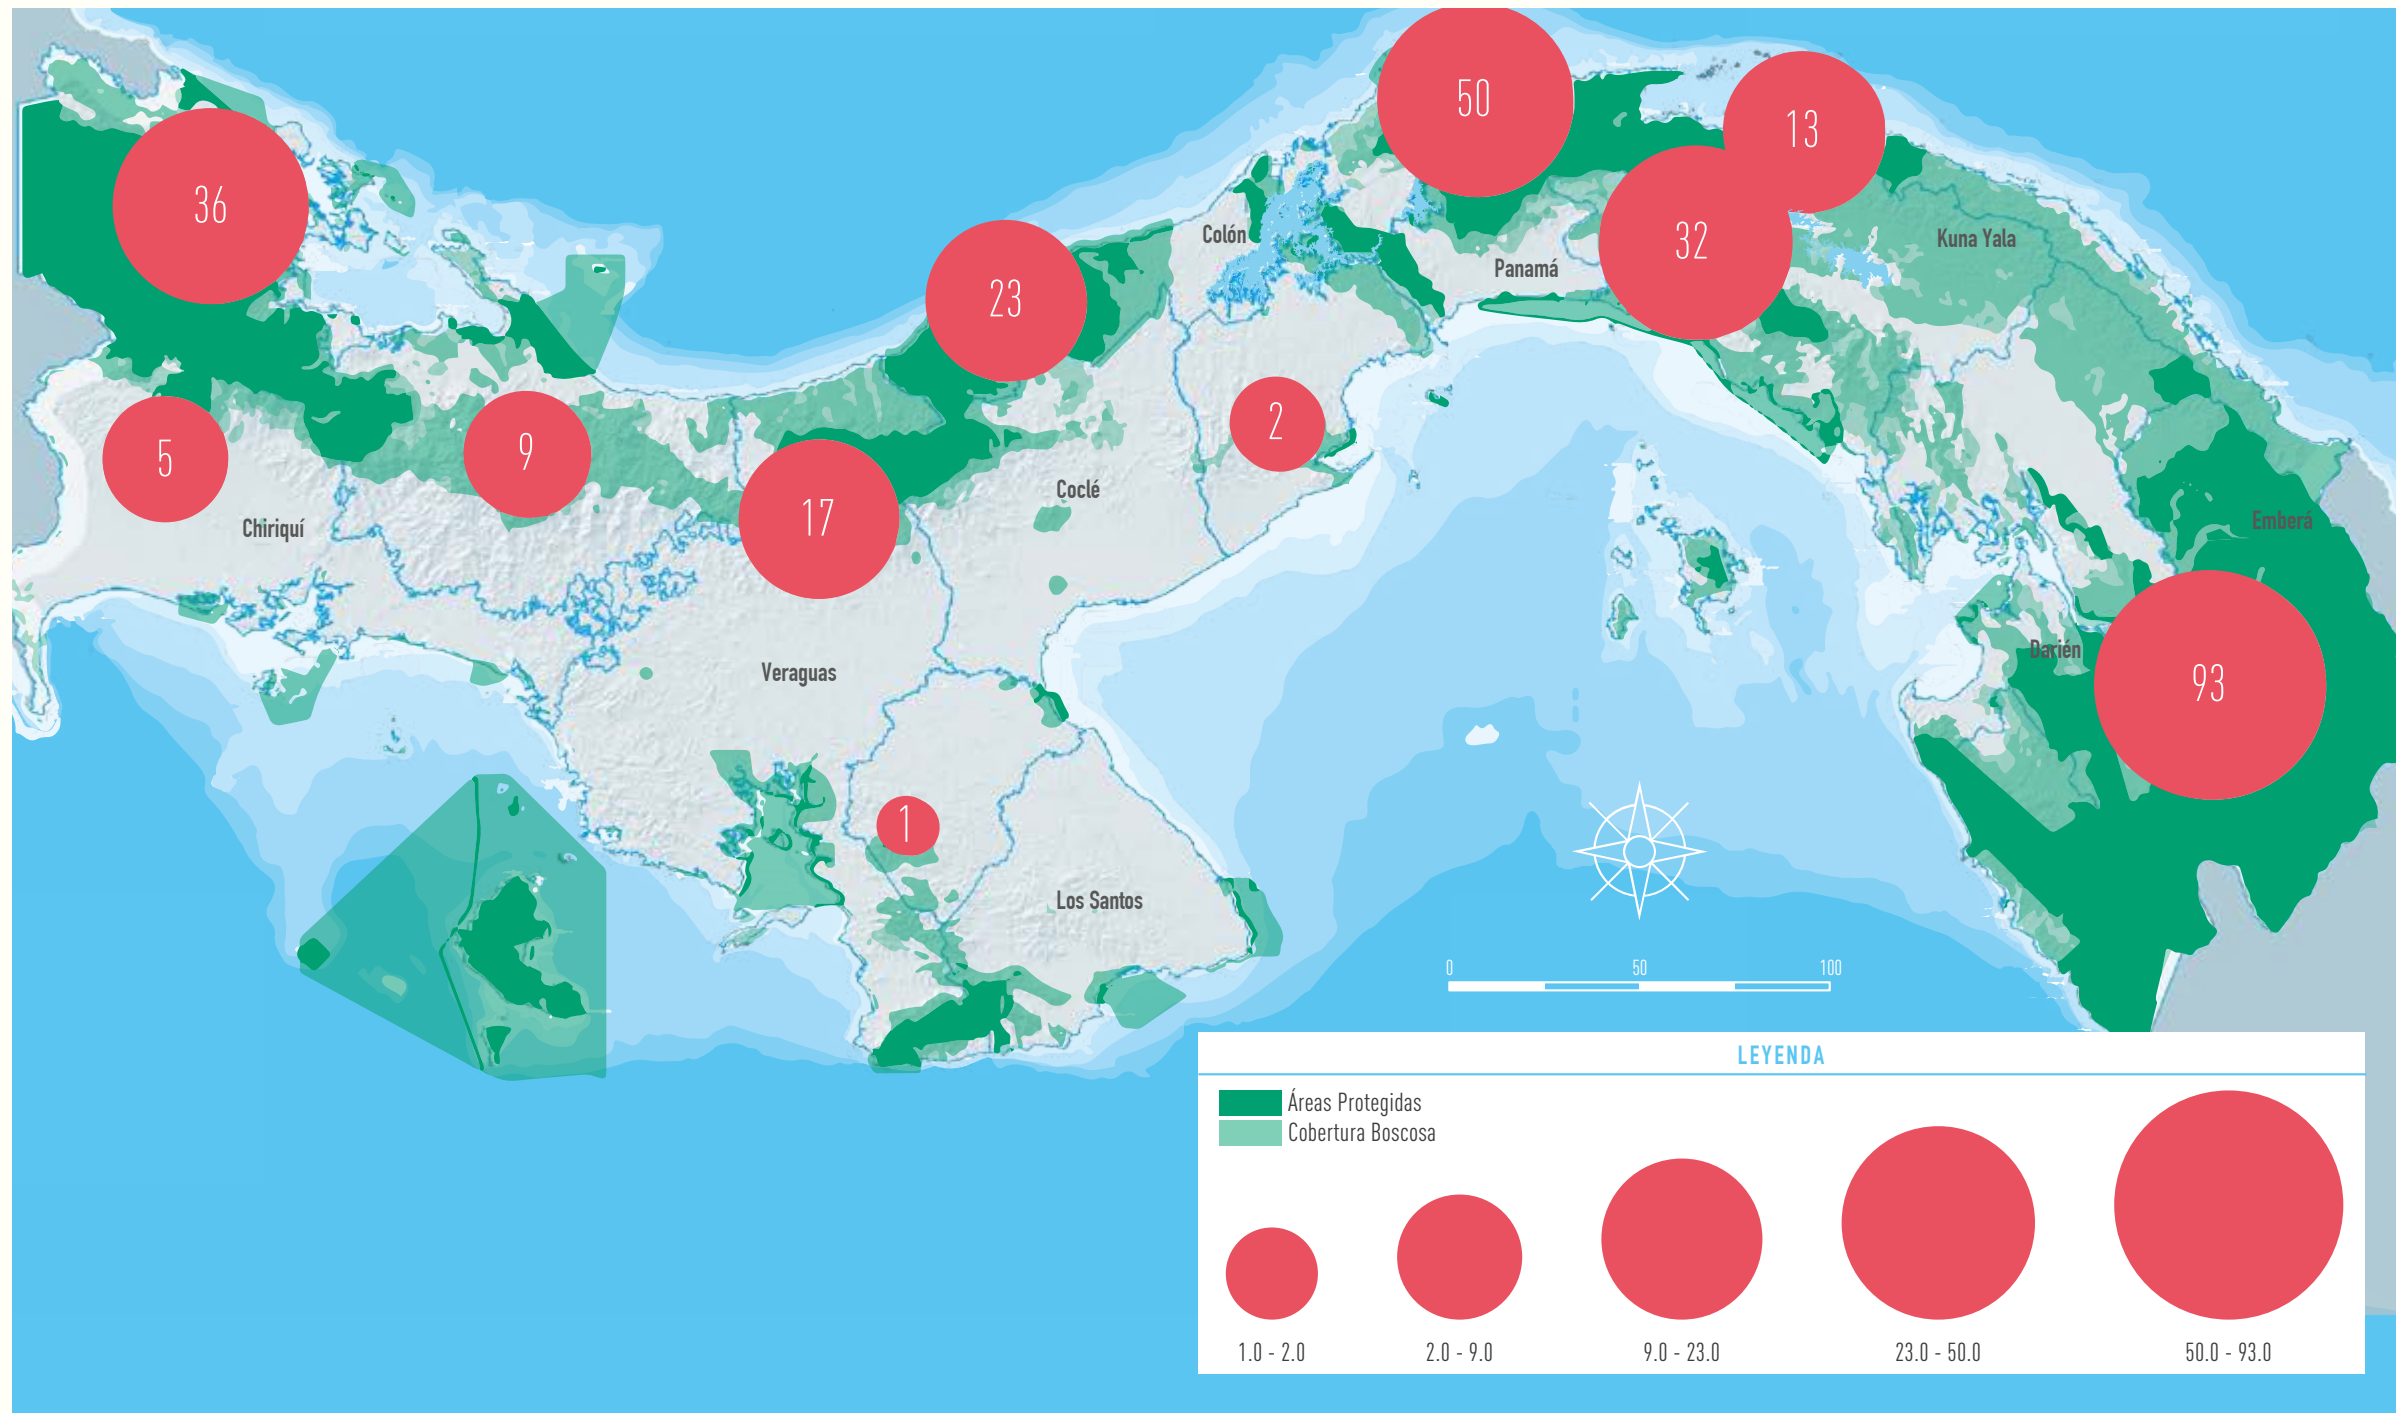 50
13
36
Colón
Kuna Yala
32
Panamá
23
2
5
9
Coclé
17
Chiriquí
Emberá
Darién
Veraguas
93
1
Los Santos
0 50 100
LEYENDA
Áreas Protegidas
Cobertura Boscosa
1.0 - 2.0
2.0 - 9.0
9.0 - 23.0
23.0 - 50.0
50.0 - 93.0